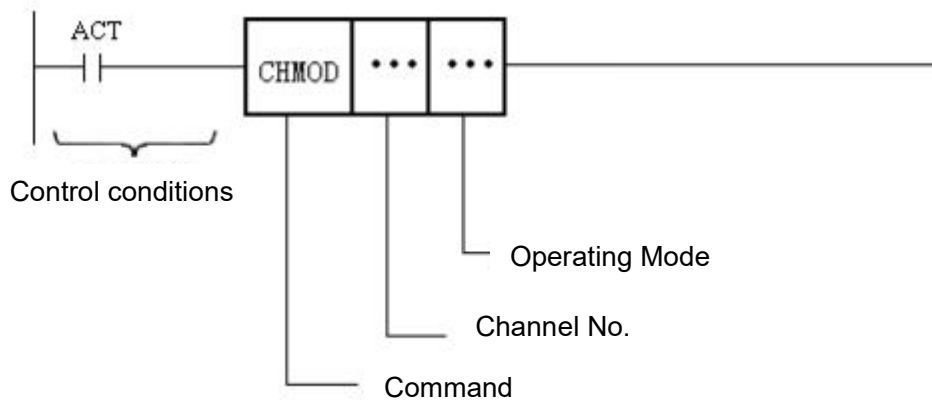 ACT
CHMOD ••• •••
Control conditions
Operating Mode
Channel No.
Command